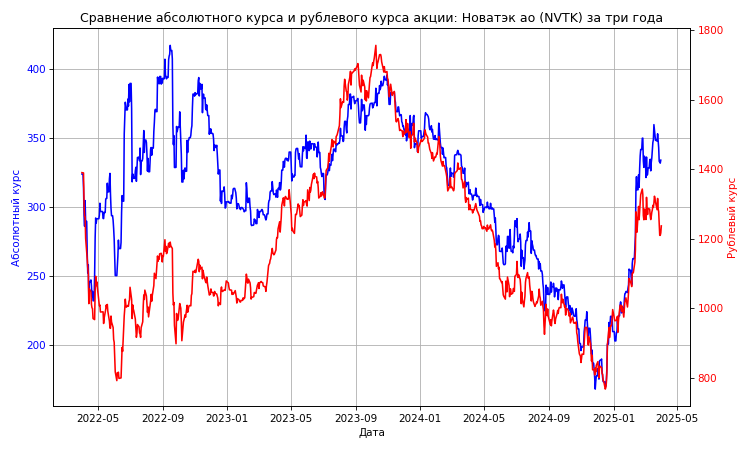 Сравнение абсолютного курса и рублевого курса акции: Новатэк ао (NVTK) за три года
Абсолютный курс
400
350
300
250
200
1800
1600
1400
1200
1000
800
Рублевый курс
2022-05 2022-09 2023-01 2023-05 2023-09 2024-01 2024-05 2024-09 2025-01 2025-05
Дата